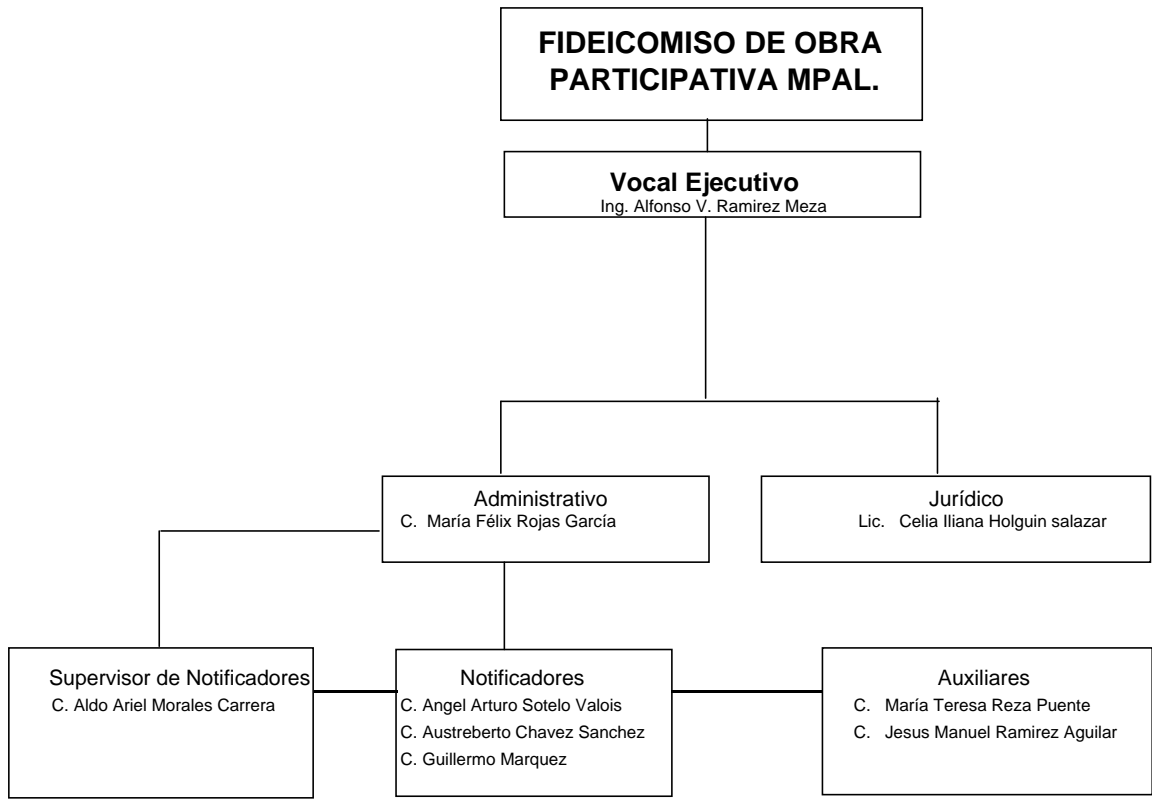 FIDEICOMISO DE OBRA
PARTICIPATIVA MPAL.
Vocal Ejecutivo
Ing. Alfonso V. Ramirez Meza
Administrativo
C. María Félix Rojas García
Jurídico
Lic. Celia Iliana Holguin salazar
Supervisor de Notificadores
C. Aldo Ariel Morales Carrera
Notificadores
C. Angel Arturo Sotelo Valois
C. Austreberto Chavez Sanchez
C. Guillermo Marquez
Auxiliares
C. María Teresa Reza Puente
C. Jesus Manuel Ramirez Aguilar